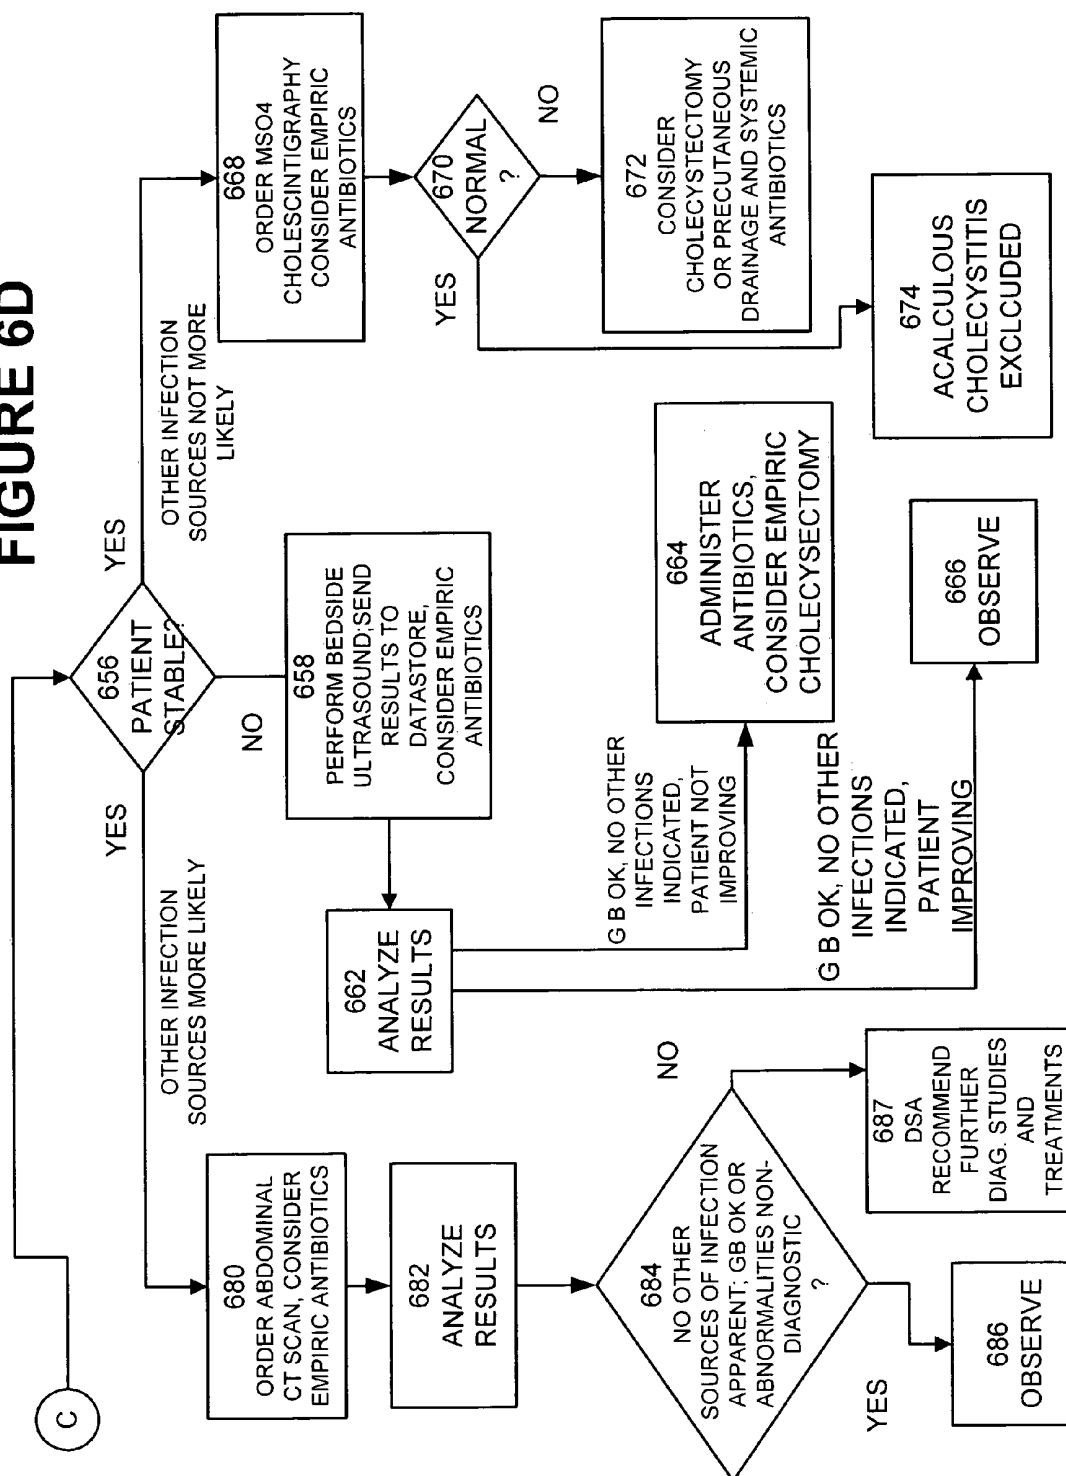 FIGURE 6D
C
656
PATIENT
STABLE?
YES
OTHER INFECTION
SOURCES MORE LIKELY
YES
OTHER INFECTION
SOURCES NOT MORE
LIKELY
NO
680
ORDER ABDOMINAL
CT SCAN, CONSIDER
EMPIRIC ANTIBIOTICS
682
ANALYZE
RESULTS
684
NO OTHER
SOURCES OF INFECTION
APPARENT; GB OK OR
ABNORMALITIES NON-
DIAGNOSTIC
?
YES
NO
686
OBSERVE
687
DSA
RECOMMEND
FURTHER
DIAG. STUDIES
AND
TREATMENTS
658
PERFORM BEDSIDE
ULTRASOUND;SEND
RESULTS TO
DATASTORE,
CONSIDER EMPIRIC
ANTIBIOTICS
662
ANALYZE
RESULTS
G B OK, NO OTHER
INFECTIONS
INDICATED,
PATIENT NOT
IMPROVING
G B OK, NO OTHER
INFECTIONS
INDICATED,
PATIENT
IMPROVING
664
ADMINISTER
ANTIBIOTICS,
CONSIDER EMPIRIC
CHOLECYSECTOMY
666
OBSERVE
668
ORDER MSO4
CHOLESCINTIGRAPHY
CONSIDER EMPIRIC
ANTIBIOTICS
670
NORMAL
?
YES
NO
672
CONSIDER
CHOLECYSTECTOMY
OR PRECUTANEOUS
DRAINAGE AND SYSTEMIC
ANTIBIOTICS
674
ACALCULOUS
CHOLECYSTITIS
EXCLCUDED